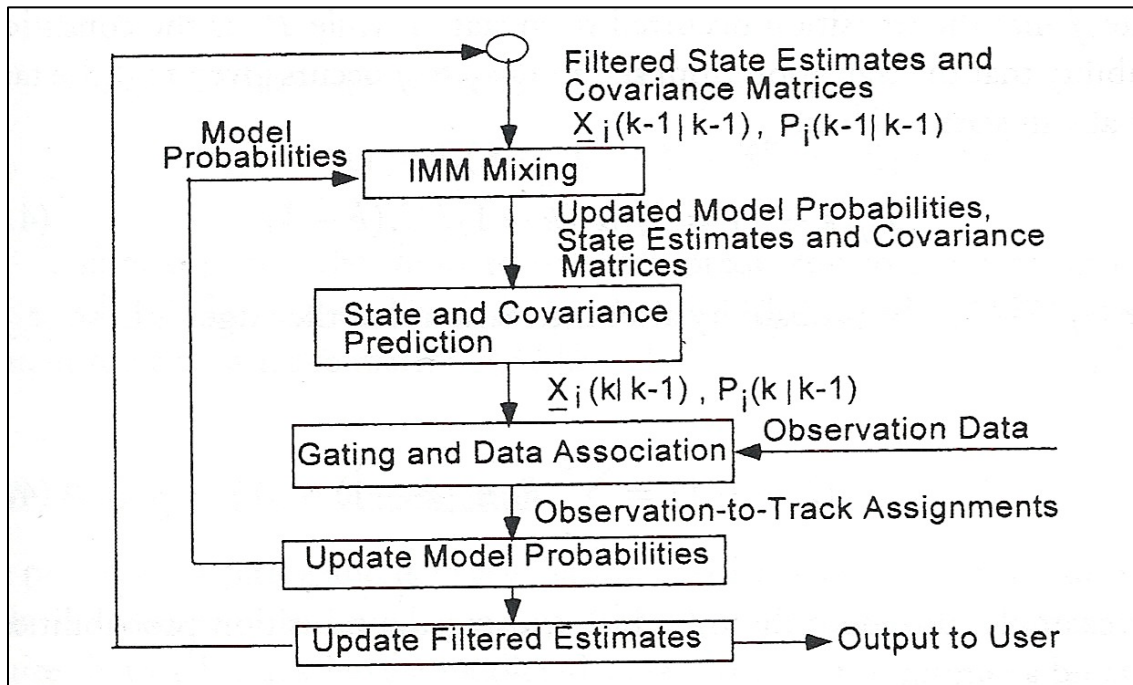 Filtered State Estimates and
Covariance Matrices
X i (k-1 | k-1) , P i (k-1 | k-1)
Model
Probabilities
IMM Mixing
Updated Model Probabilities,
State Estimates and Covariance
Matrices
State and Covariance
Prediction
X i (k | k-1) , P i (k | k-1)
Observation Data
Gating and Data Association
Observation-to-Track Assignments
Update Model Probabilities
Update Filtered Estimates
Output to User